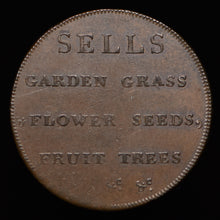 SELLS
GARDEN GRASS
FLOWER SEEDS.
FRUIT TREES
&c &c